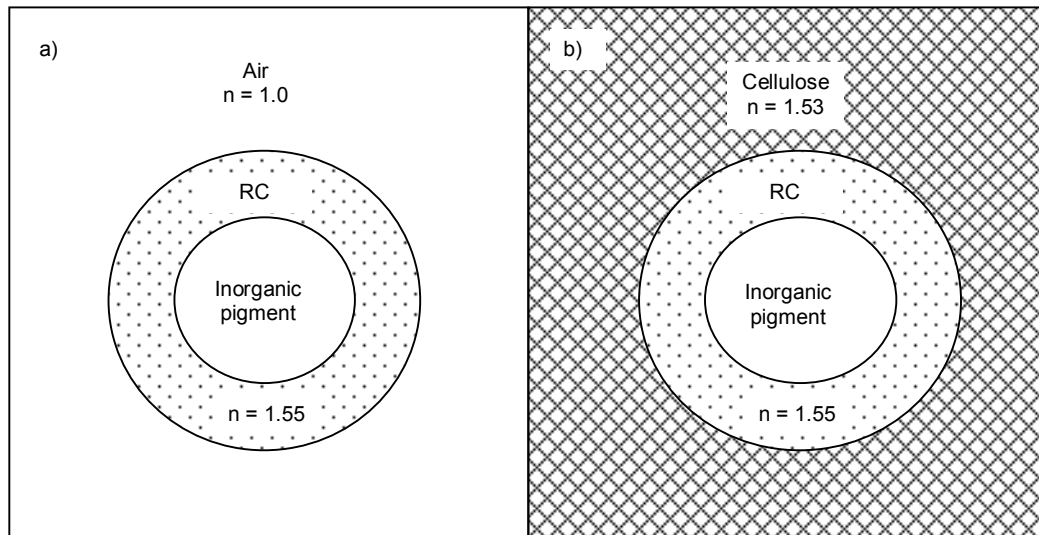 a)
Air
n = 1.0
RC
Inorganic
pigment
n = 1.55
b)
Cellulose
n = 1.53
RC
Inorganic
pigment
n = 1.55